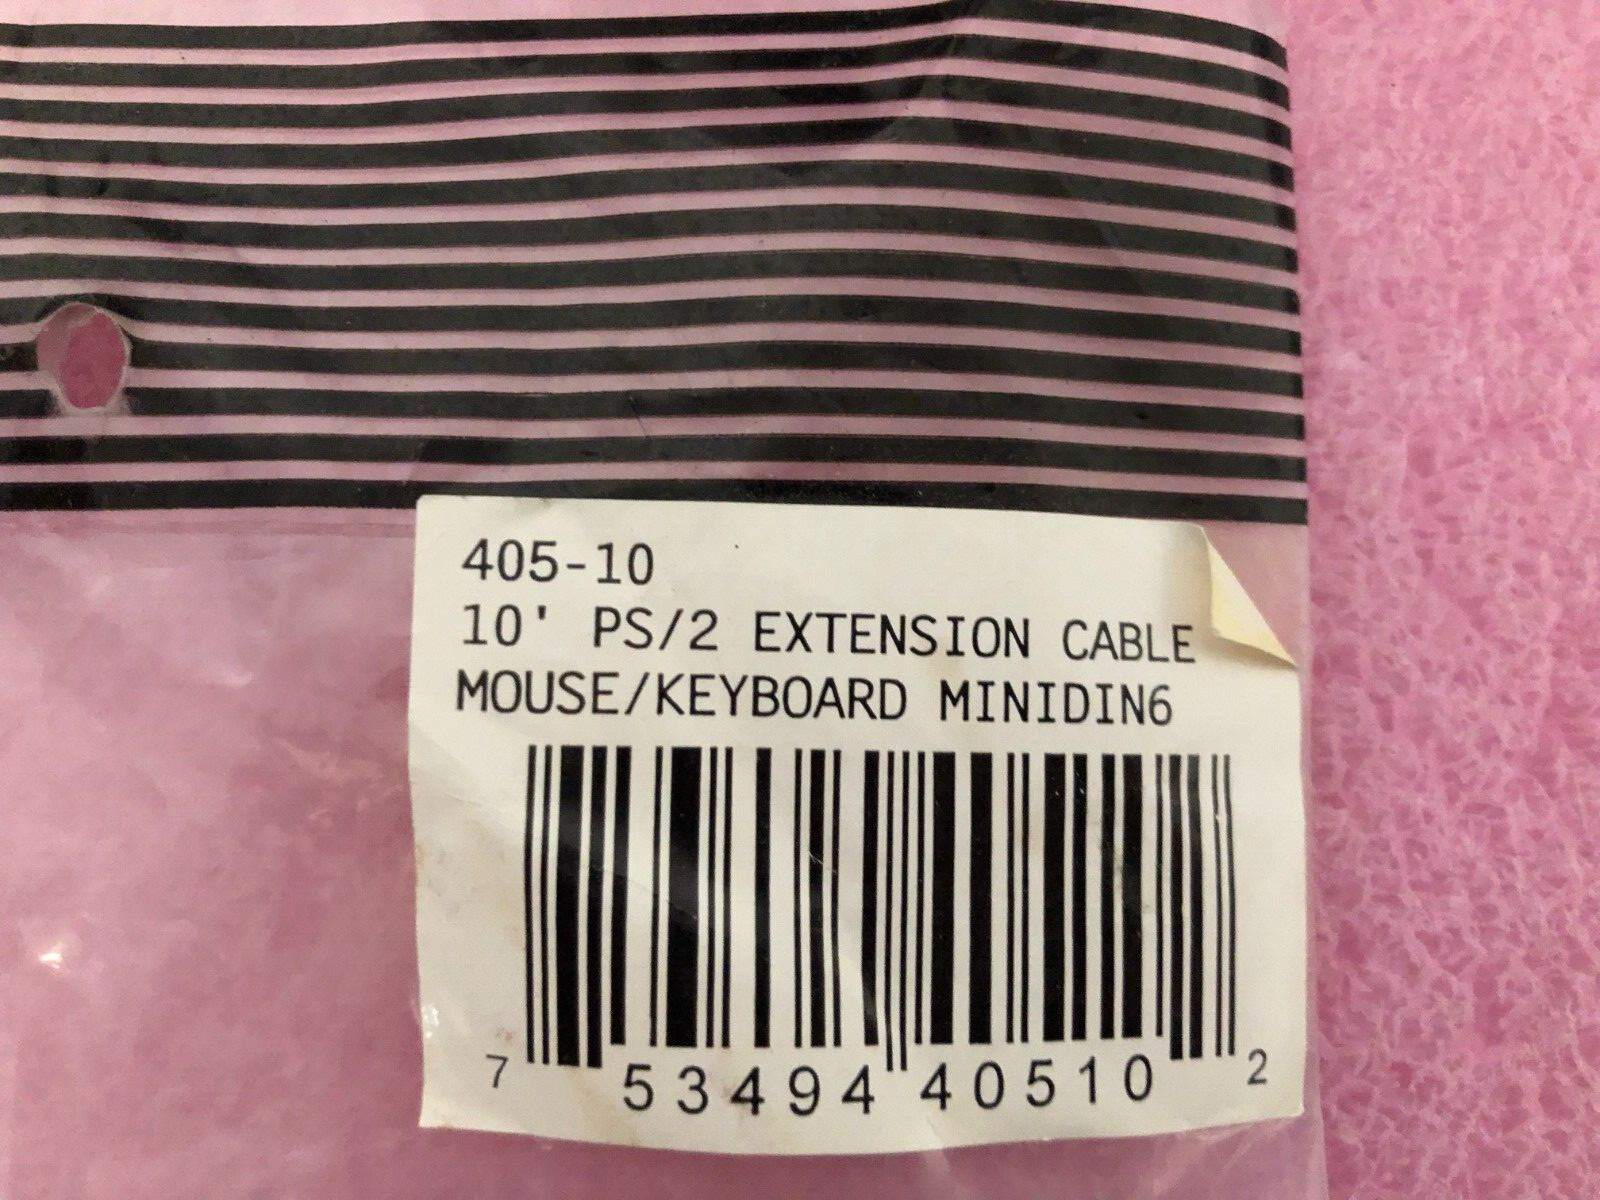 405-10
10' PS/2 EXTENSION CABLE
MOUSE/KEYBOARD MINIDIN6
7 53494 40510 2